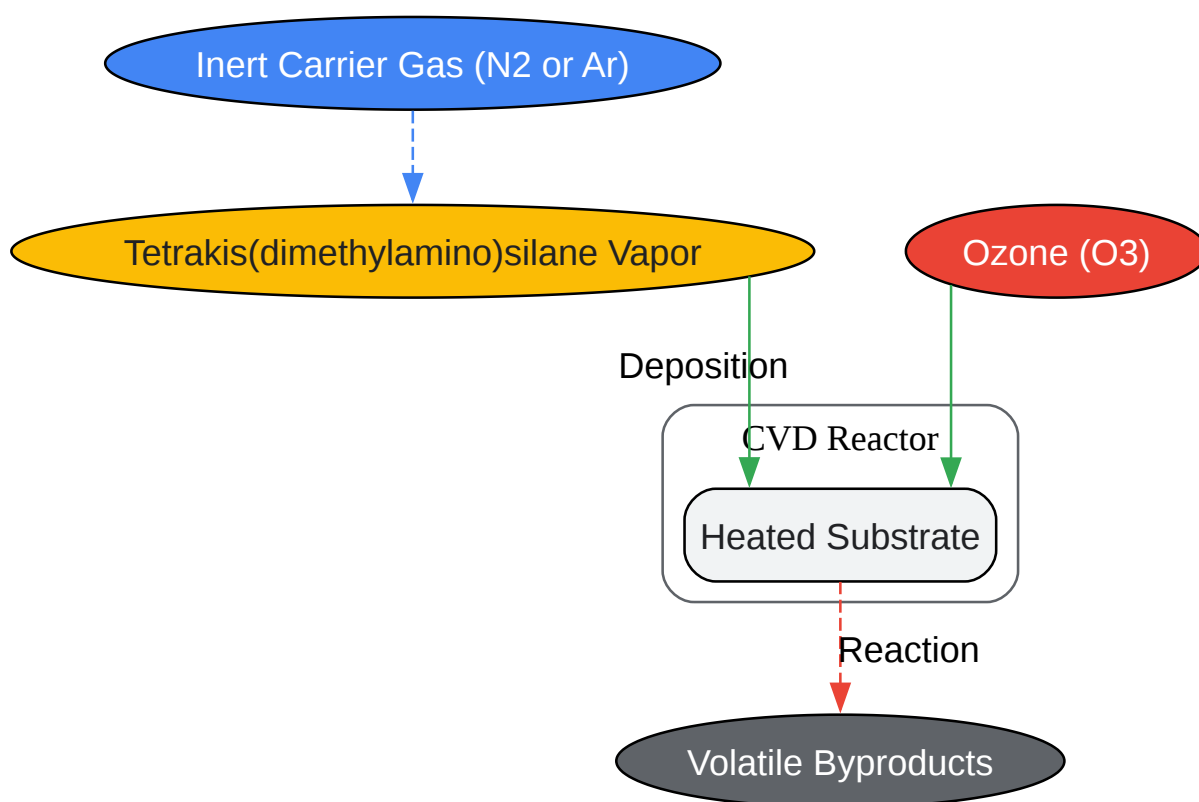 Inert Carrier Gas (N2 or Ar)
Tetrakis(dimethylamino)silane Vapor
Ozone (O3)
Deposition
CVD Reactor
Heated Substrate
Reaction
Volatile Byproducts